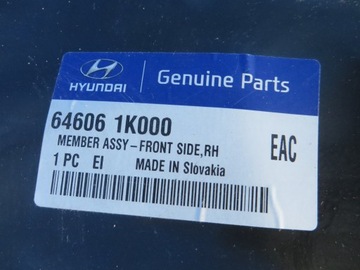 HYUNDAI
Genuine Parts
64606 1K000
MEMBER ASSY-FRONT SIDE,RH
1 PC EI MADE IN Slovakia
EAC